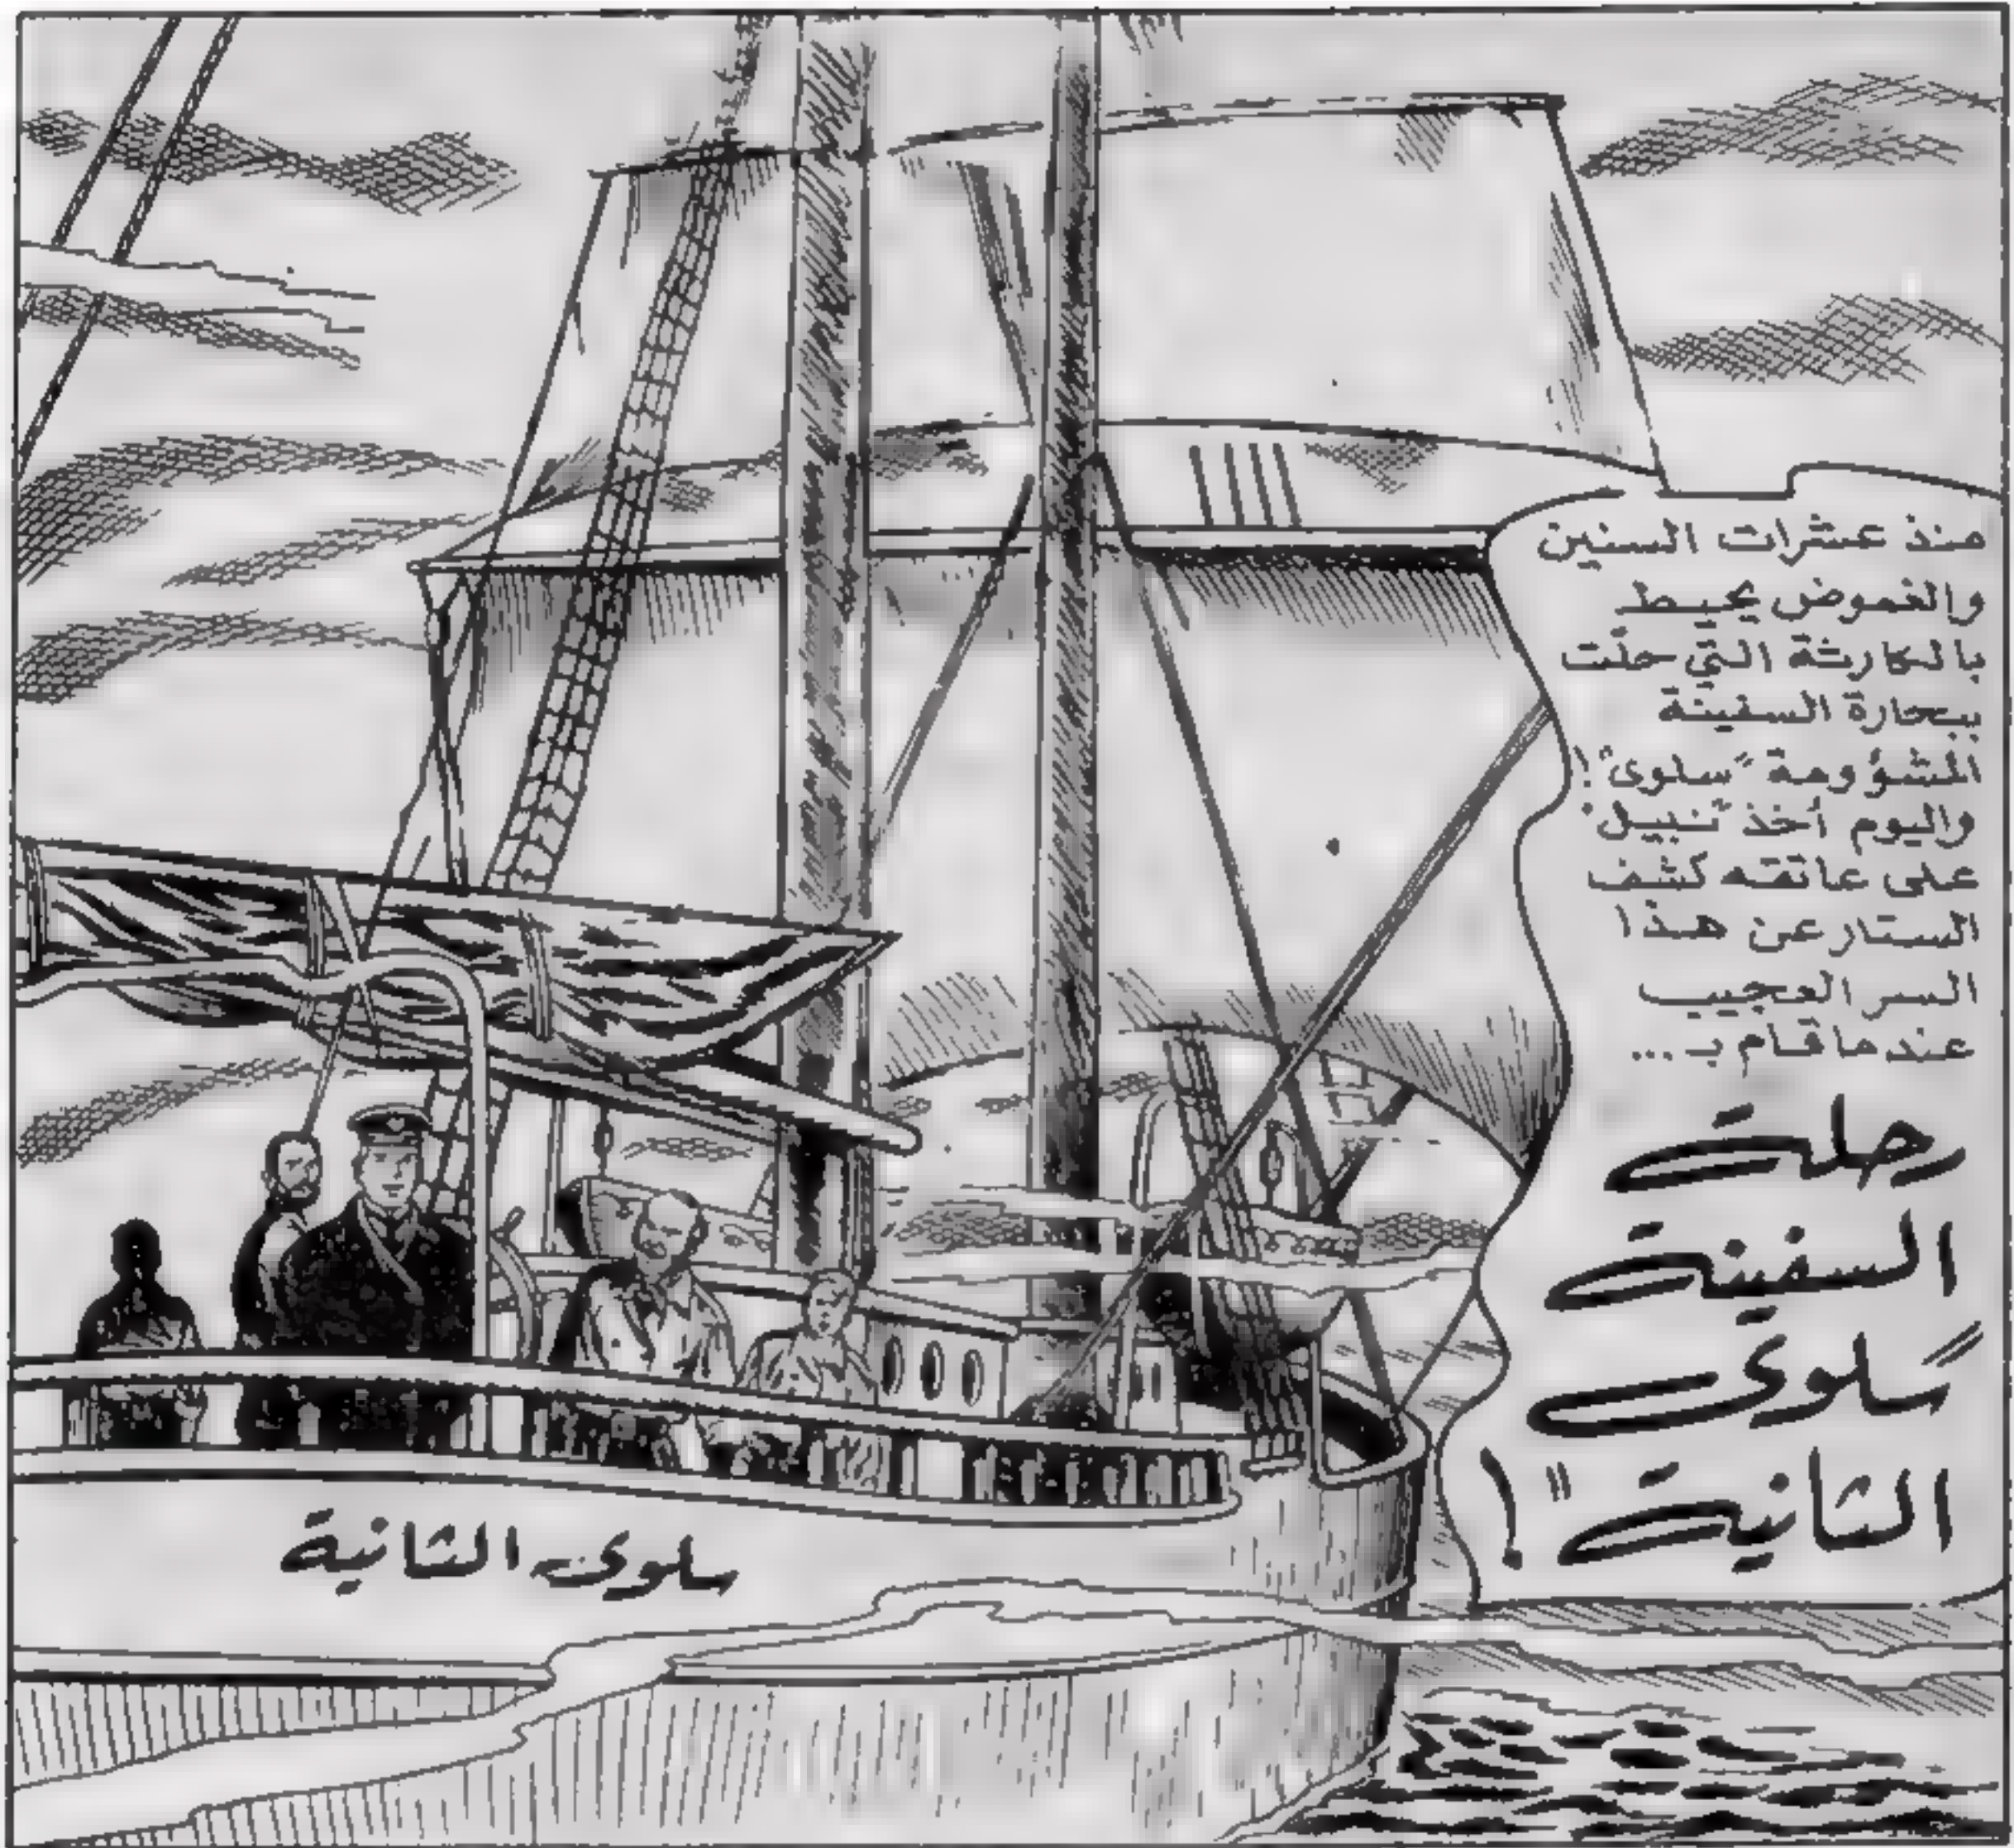 منذ عشرات السنين
والغموض يحيط
بالكارثة التي حلّت
ببحارة السفينة
المشؤومة "سلوى"!
واليوم أخذ "نبيل"
على عاتقه كشف
الستار عن هذا
السر العجيب
عندما قام بـ...
رحلة
السفينة
"سلوى
الثانية"!
سلوى الثانية